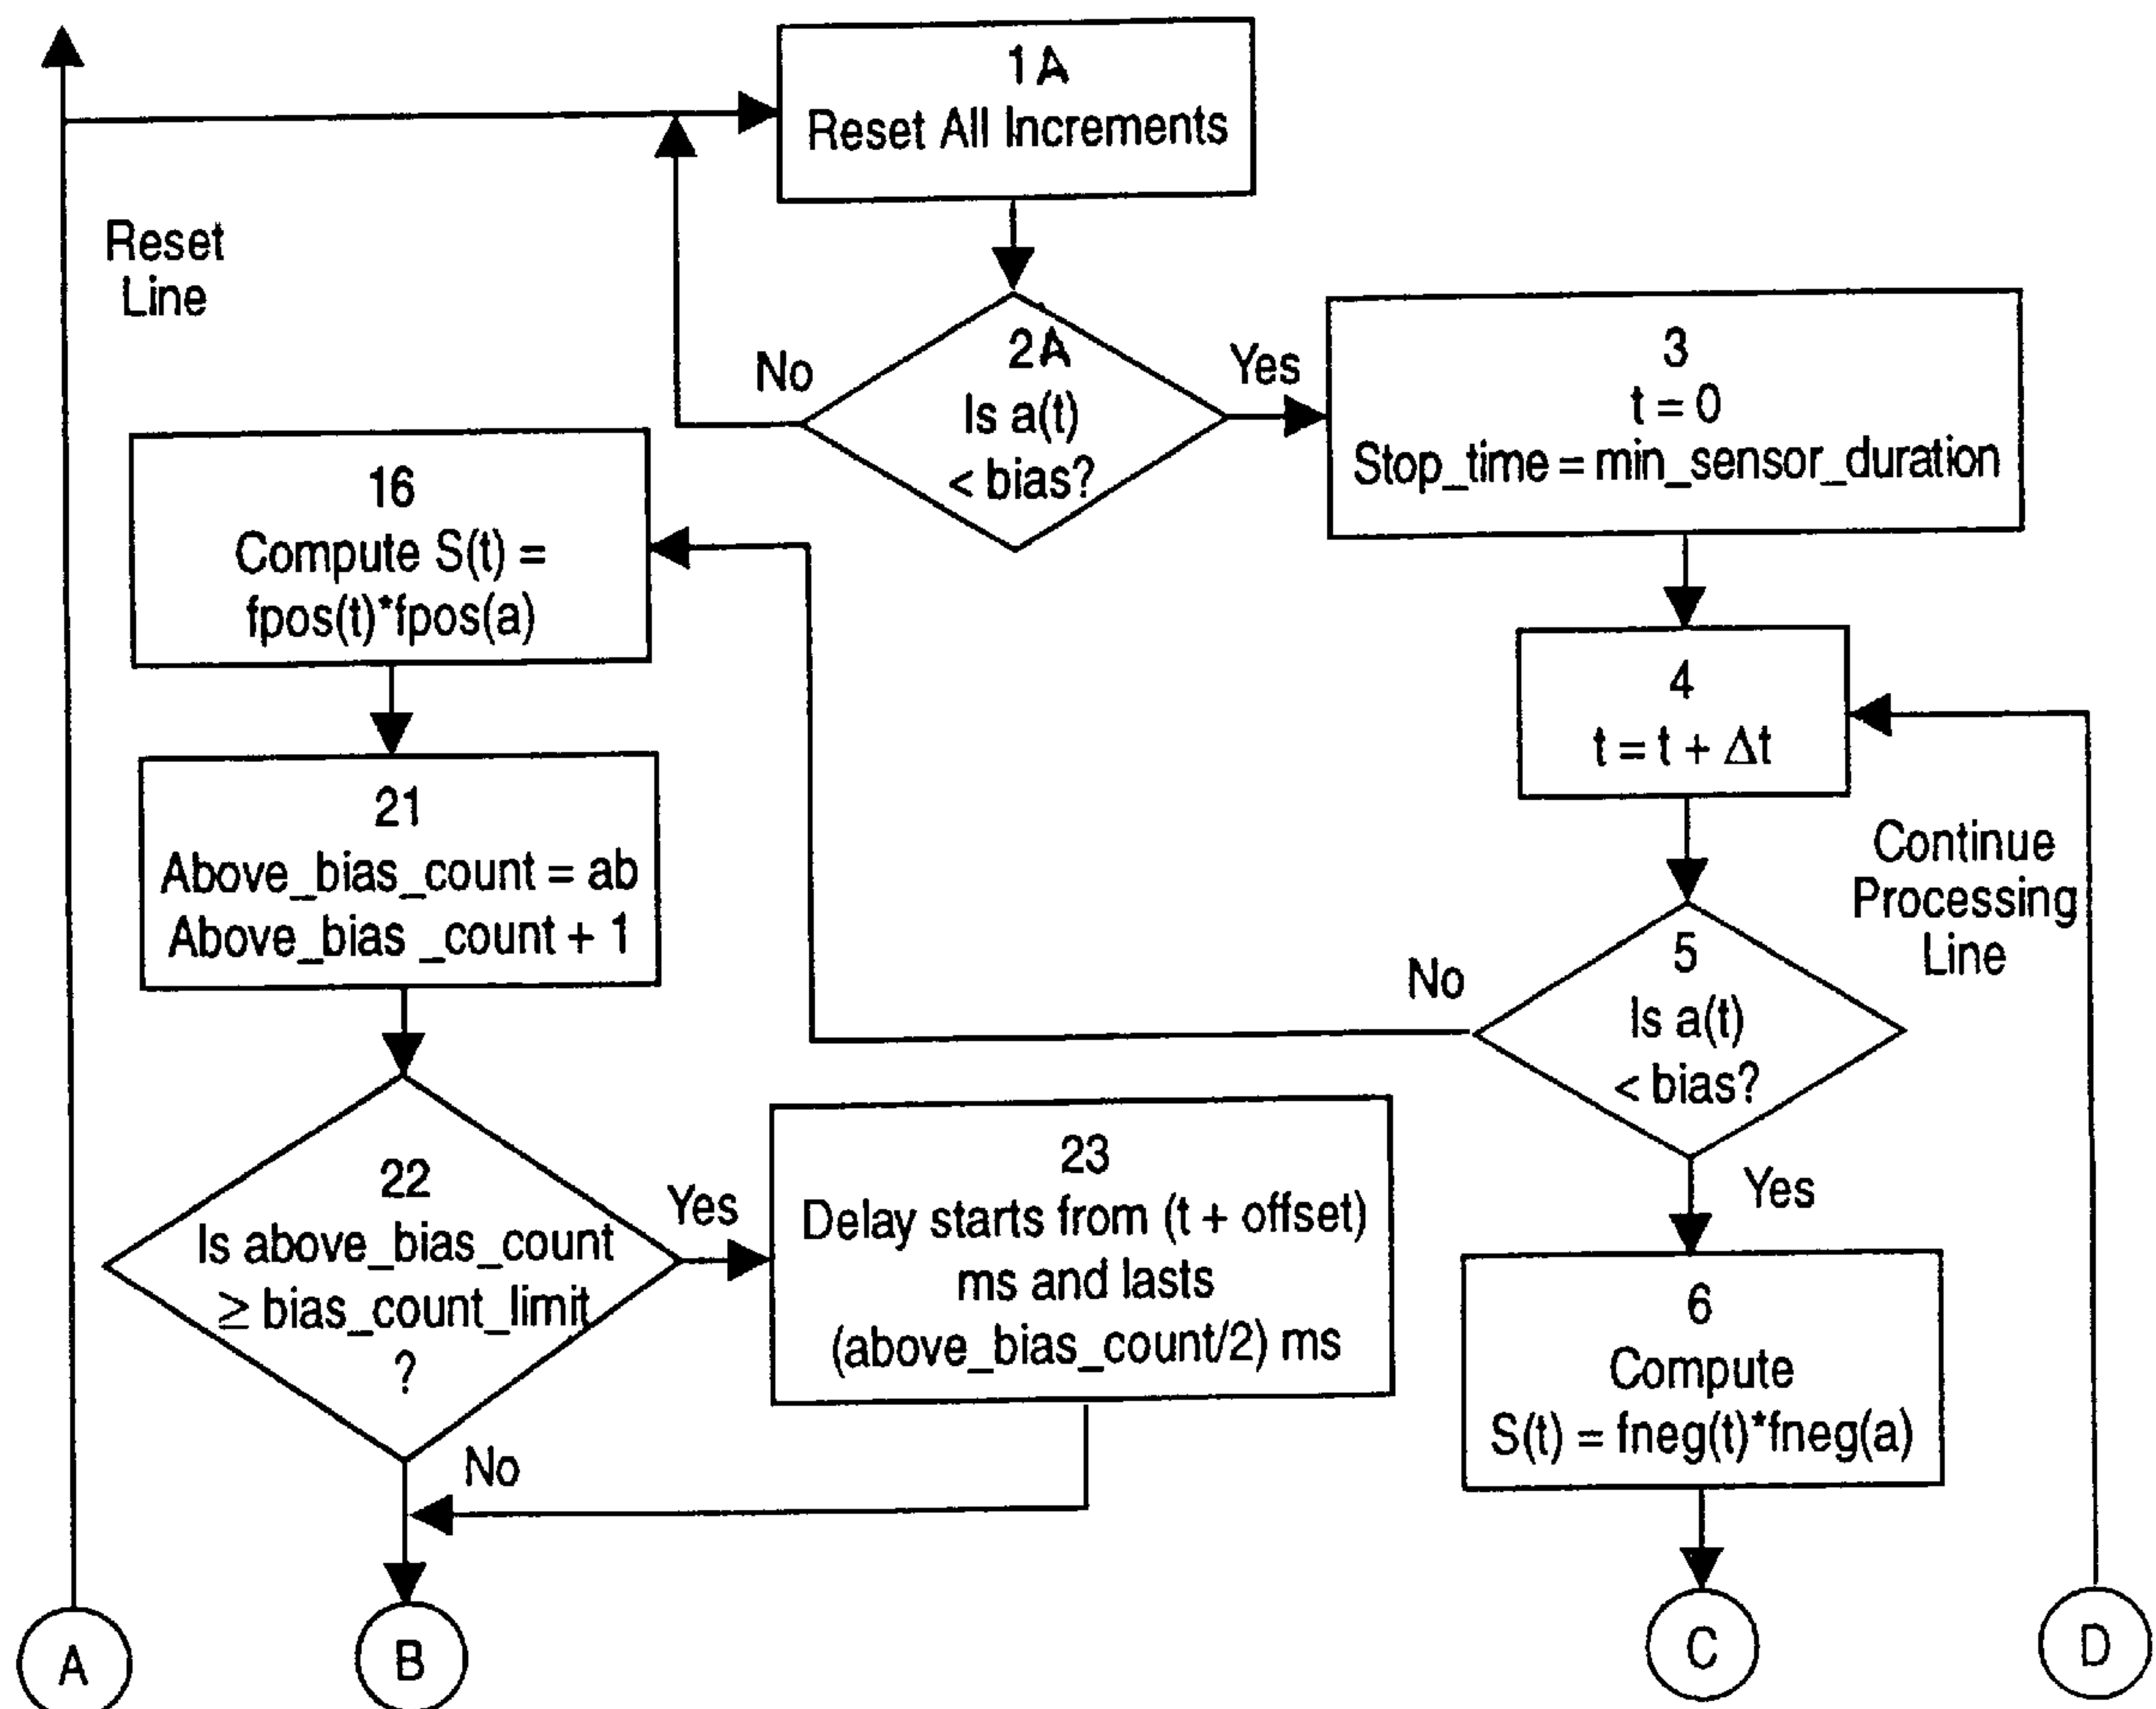 1A
Reset All Increments
Reset
Line
2A
Is a(t)
< bias?
No
Yes
3
t = 0
Stop_time = min_sensor_duration
16
Compute S(t) =
fpos(t)*fpos(a)
4
t = t + Δt
21
Above_bias_count = ab
Above_bias _count + 1
Continue
Processing
Line
5
Is a(t)
< bias?
No
Yes
22
Is above_bias_count
≥ bias_count_limit
?
Yes
No
23
Delay starts from (t + offset)
ms and lasts
(above_bias_count/2) ms
6
Compute
S(t) = fneg(t)*fneg(a)
A
B
C
D